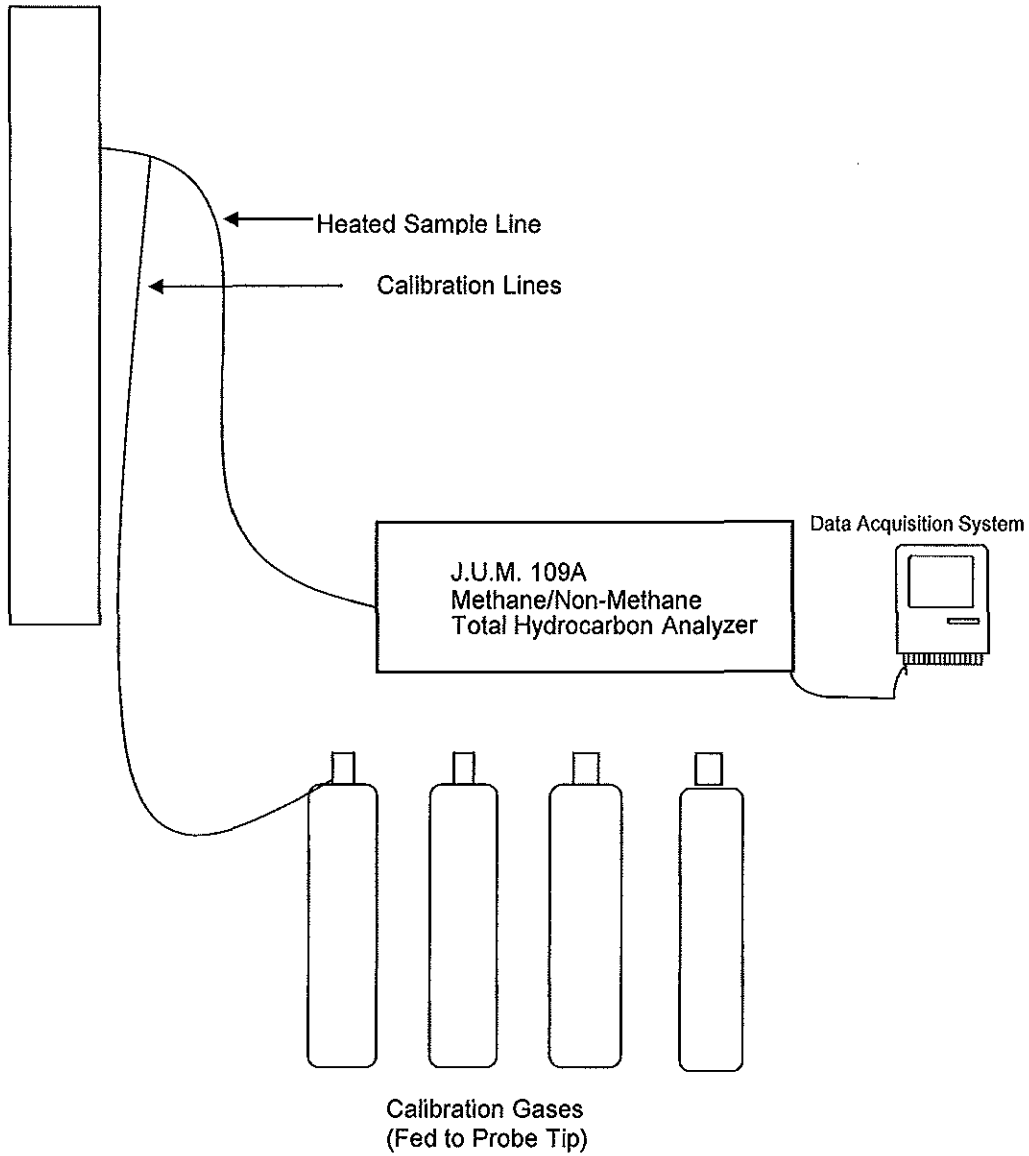 Heated Sample Line
Calibration Lines
Data Acquisition System
J.U.M. 109A
Methane/Non-Methane
Total Hydrocarbon Analyzer
Calibration Gases
(Fed to Probe Tip)